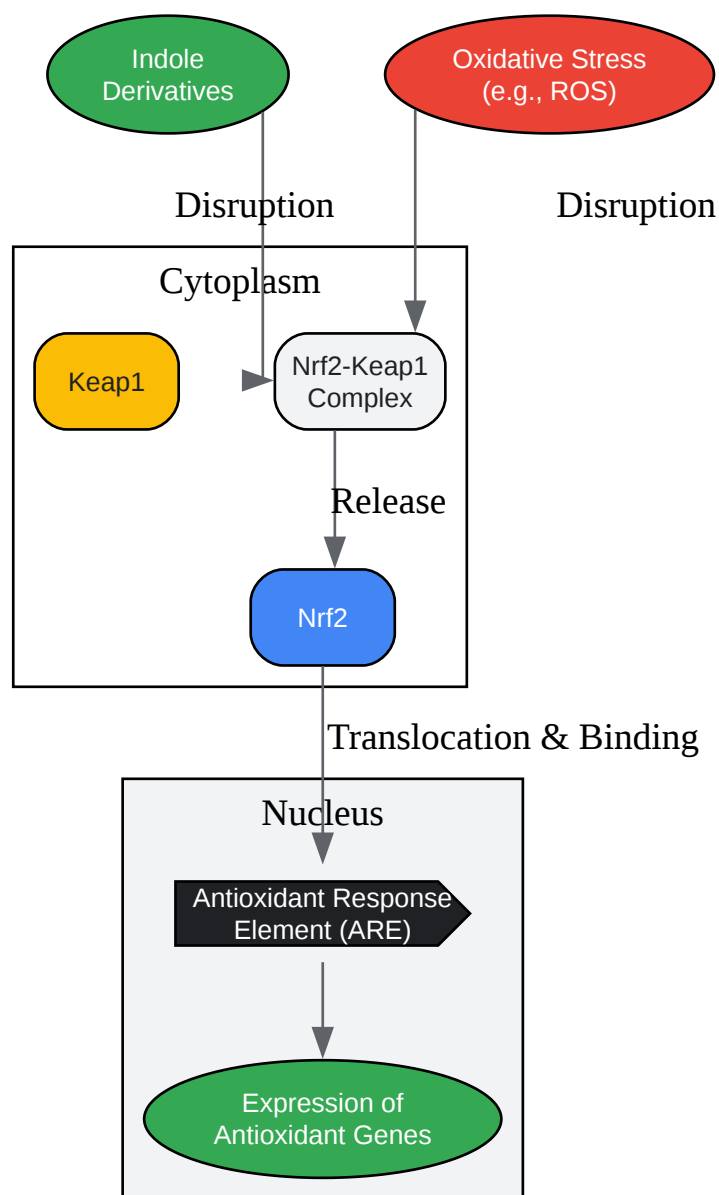 Indole
Derivatives
Oxidative Stress
(e.g., ROS)
Disruption
Disruption
Cytoplasm
Keap1
Nrf2-Keap1
Complex
Release
Nrf2
Translocation & Binding
Nucleus
Antioxidant Response
Element (ARE)
Expression of
Antioxidant Genes